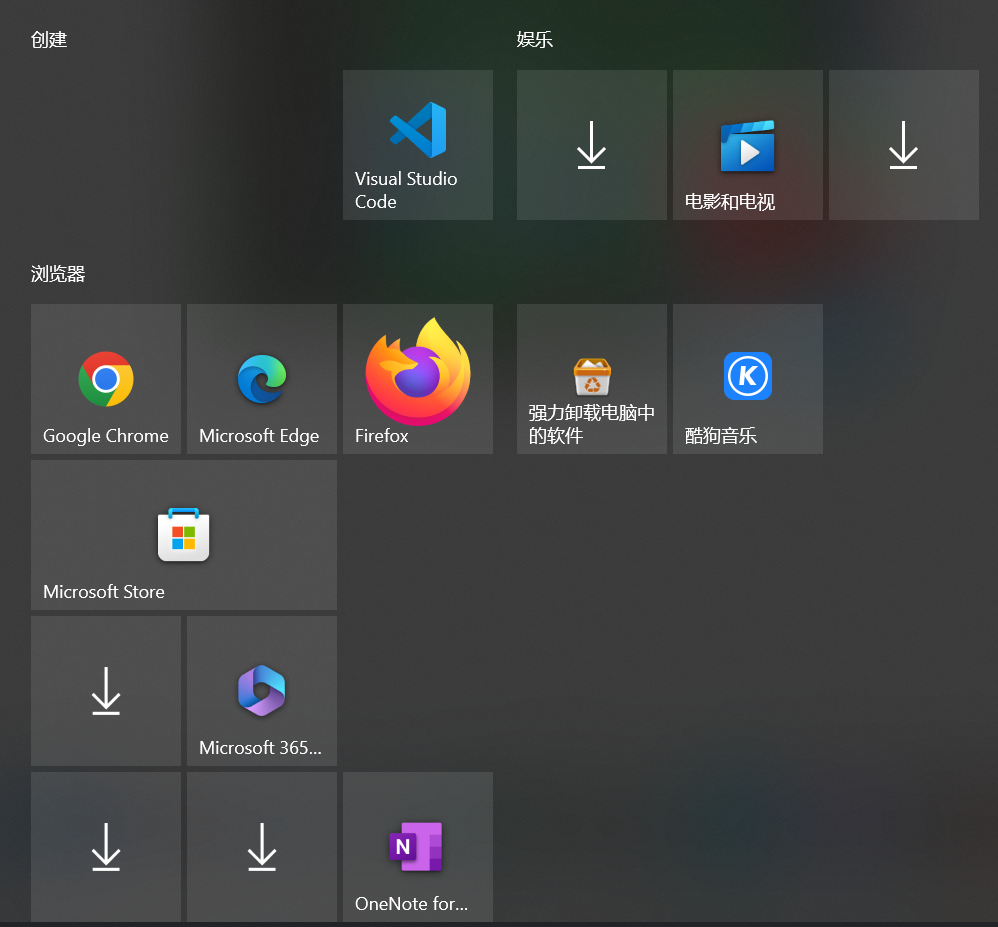 创建
娱乐
Visual Studio
Code
电影和电视
浏览器
Google Chrome
Microsoft Edge
Firefox
强力卸载电脑中
的软件
K
酷狗音乐
Microsoft Store
Microsoft 365...
N
OneNote for...